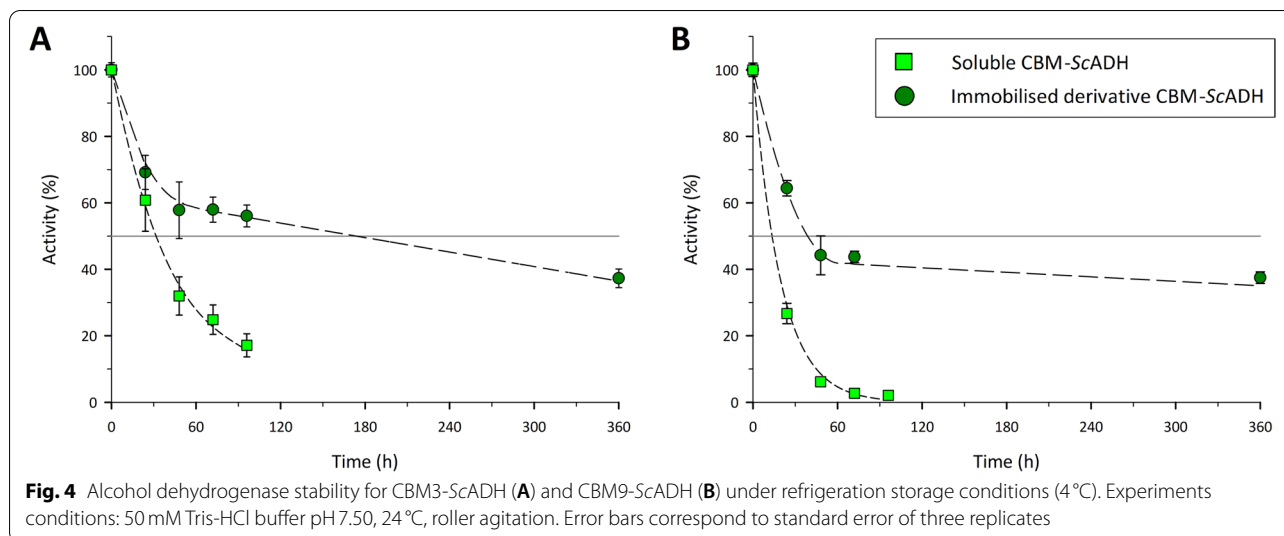 A
Activity (%)
100
80
60
40
20
0
0 60 120 180 240 300 360
Time (h)
B
Activity (%)
100
80
60
40
20
0
0 60 120 180 240 300 360
Time (h)
Soluble CBM-ScADH
Immobilised derivative CBM-ScADH
Fig. 4 Alcohol dehydrogenase stability for CBM3-ScADH (A) and CBM9-ScADH (B) under refrigeration storage conditions (4 °C). Experiments
conditions: 50 mM Tris-HCl buffer pH 7.50, 24 °C, roller agitation. Error bars correspond to standard error of three replicates